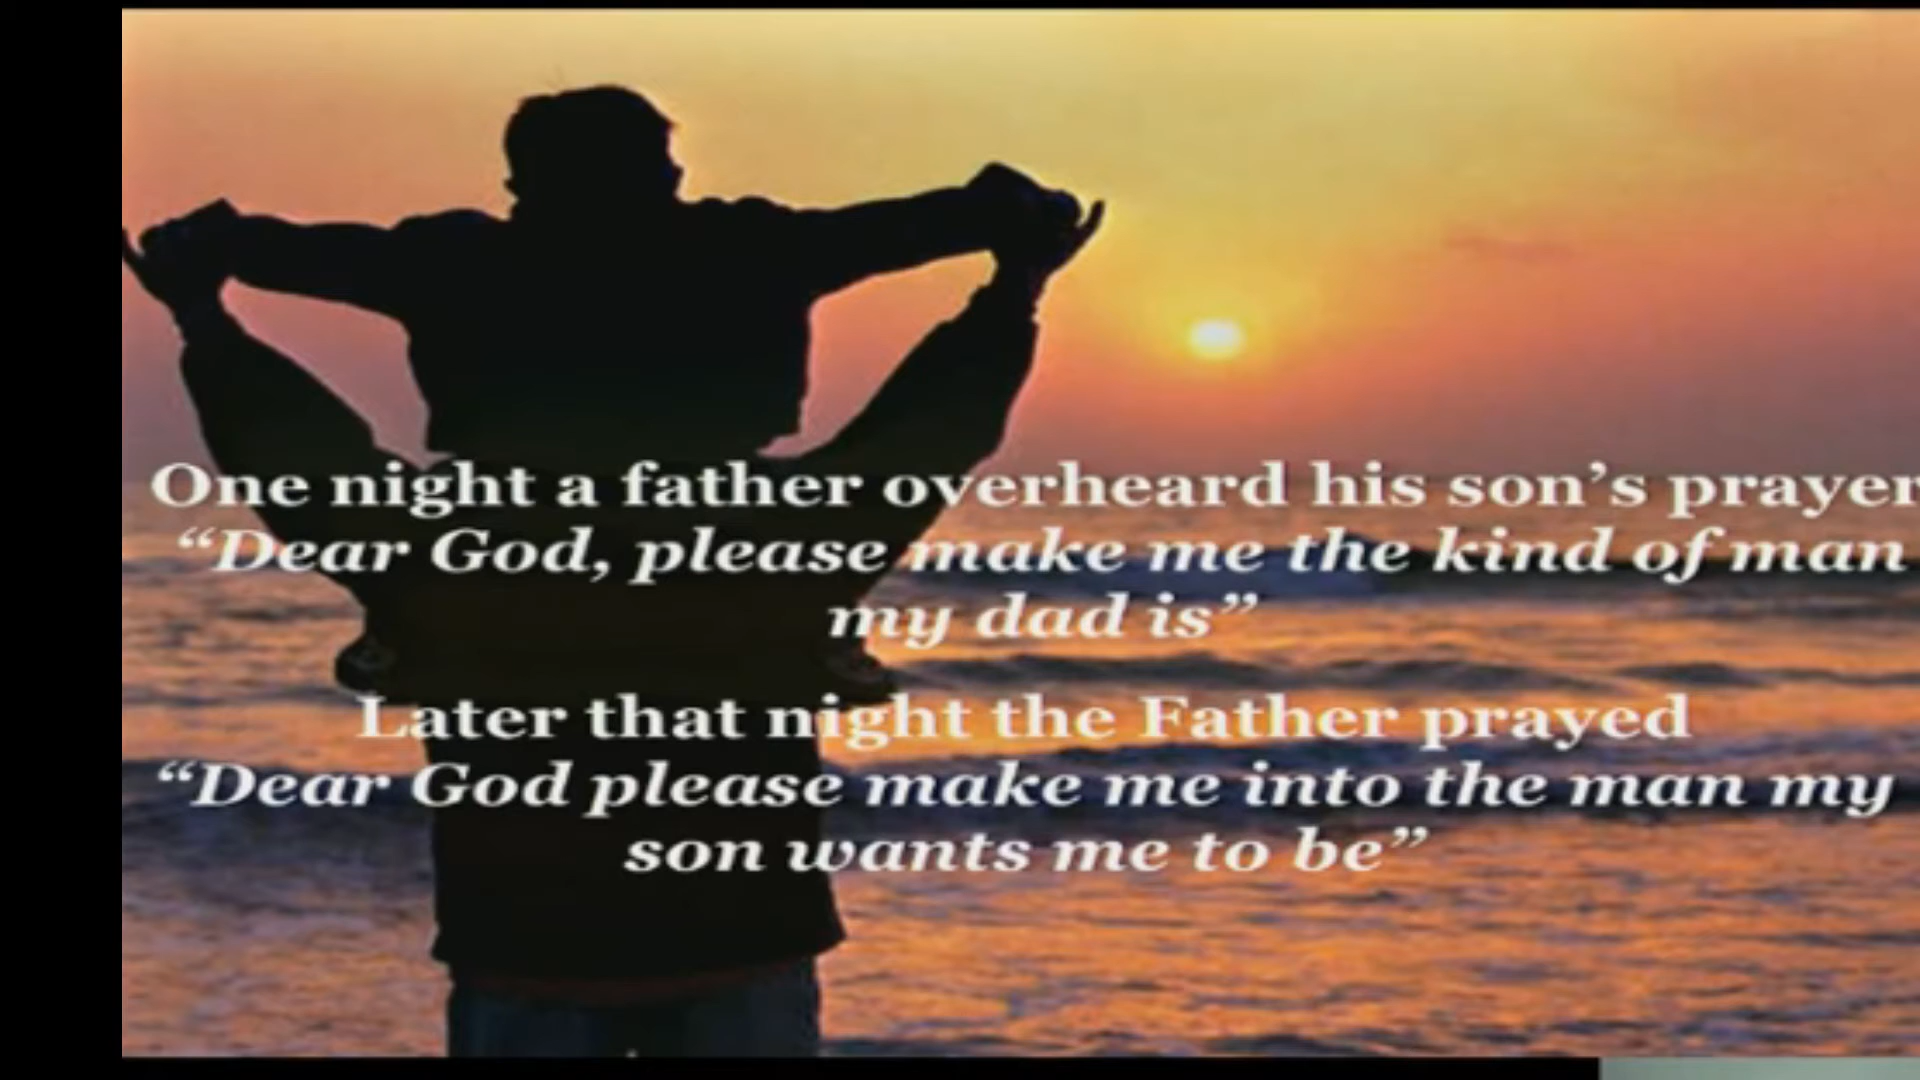 One night a father overheard his son’s prayer
“Dear God, please make me the kind of man
my dad is”
Later that night the Father prayed
“Dear God please make me into the man my
son wants me to be”